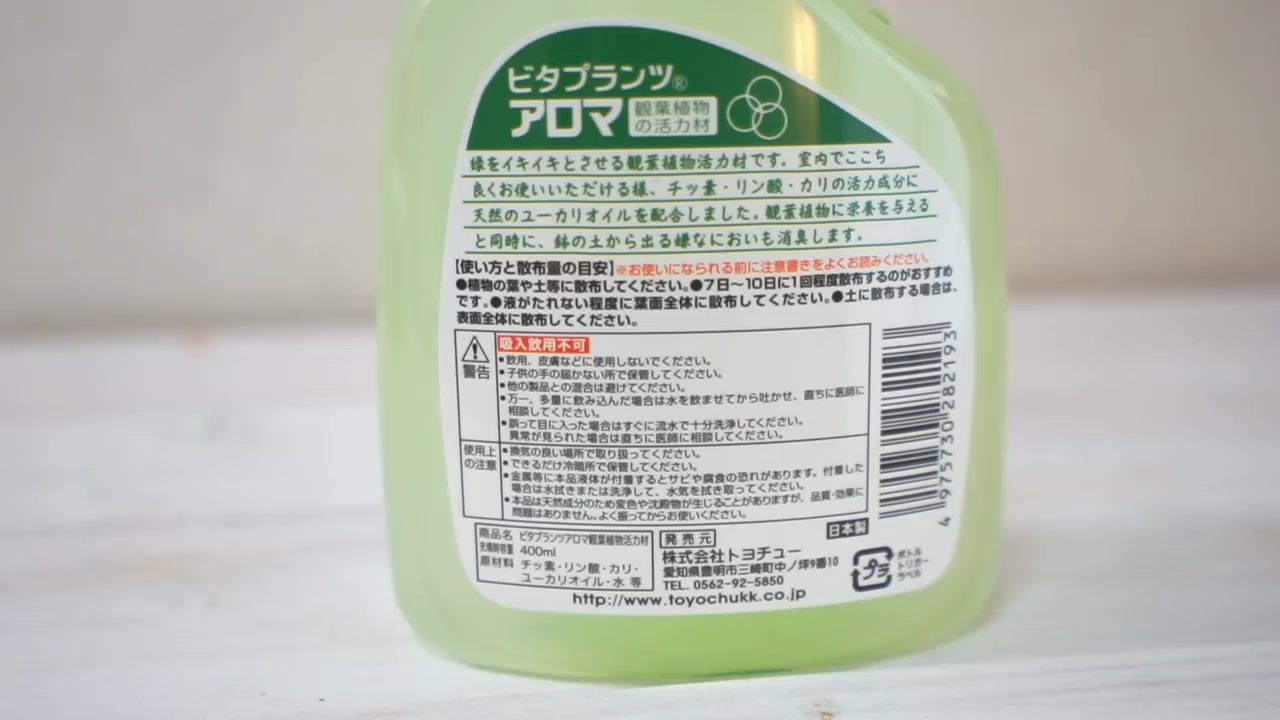 ビタプランツ®
アロマ
観葉植物
の活力材
緑をイキイキとさせる観葉植物活力材です。室内でここち
良くお使いいただける様、チッ素・リン酸・カリの活力成分に
天然のユーカリオイルを配合しました。観葉植物に栄養を与える
と同時に、鉢の土から出る嫌なにおいも消臭します。
【使い方と散布量の目安】※お使いになられる前に注意書きをよくお読みください。
●植物の葉や土等に散布してください。●7日〜10日に1回程度散布するのがおすすめ
です。●液がたれない程度に葉面全体に散布してください。●土に散布する場合は、
表面全体に散布してください。
警告
吸入飲用不可
●飲用、皮膚などに使用しないでください。
●子供の手の届かない所で保管してください。
●他の製品との混合は避けてください。
●万一、多量に飲み込んだ場合は水を飲ませてから吐かせ、直ちに医師に
相談してください。
●誤って目に入った場合はすぐに流水で十分洗浄してください。
異常が見られた場合は直ちに医師に相談してください。
使用上
の注意
●換気の良い場所で取り扱ってください。
●できるだけ冷暗所で保管してください。
●金属等に本品液体が付着するとサビや腐食の恐れがあります。付着した
場合は水拭きまたは洗浄して、水気を拭き取ってください。
●本品は天然成分のため変色や沈殿物が生じることがありますが、品質・効果に
問題はありません。よく振ってからお使いください。
商品名 ビタプランツアロマ観葉植物活力材
充填時容量 400ml
原材料 チッ素・リン酸・カリ・
ユーカリオイル・水 等
発売元
日本製
株式会社トヨチュー
愛知県豊明市三崎町中ノ坪9番10
TEL. 0562-92-5850
http://www.toyochukk.co.jp
プラ
ボトル
トリガー
ラベル
4 975730 282193